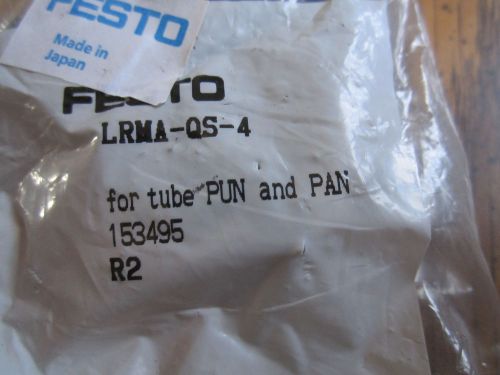 FESTO
Made in
Japan
FESTO
LRMA-QS-4
for tube PUN and PAN
153495
R2